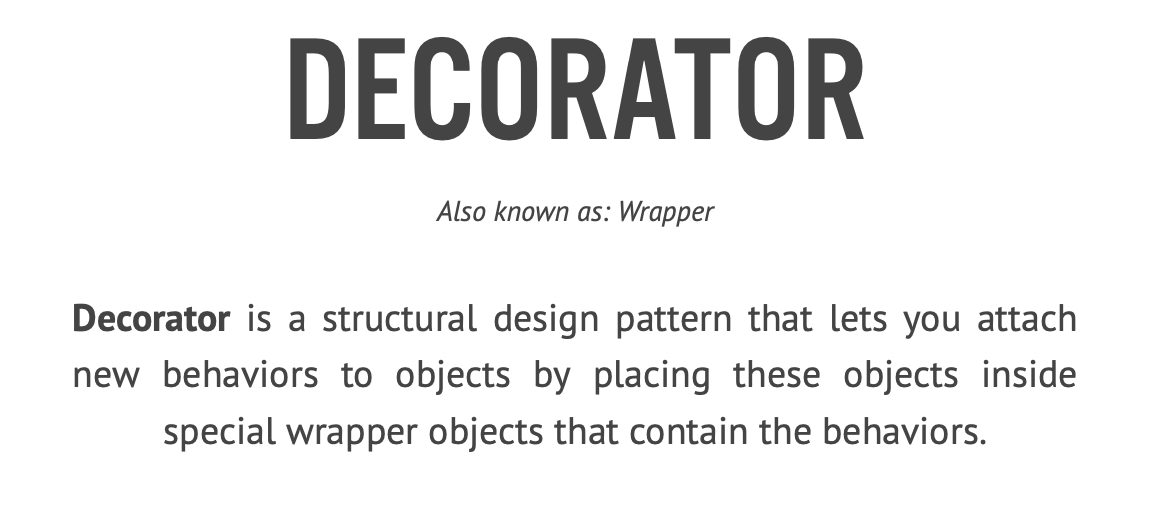 DECORATOR
Also known as: Wrapper
Decorator is a structural design pattern that lets you attach
new behaviors to objects by placing these objects inside
special wrapper objects that contain the behaviors.